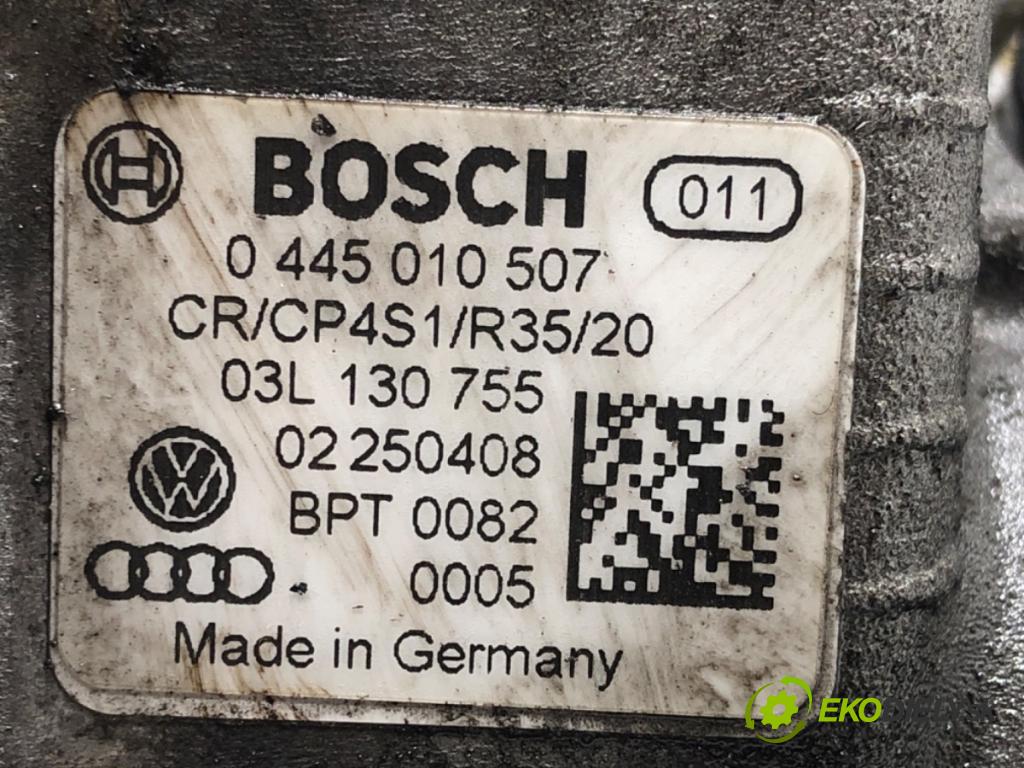 BOSCH 011
0 445 010 507
CR/CP4S1/R35/20
03L 130 755
02 250408
BPT 0082
0005
Made in Germany
EKO